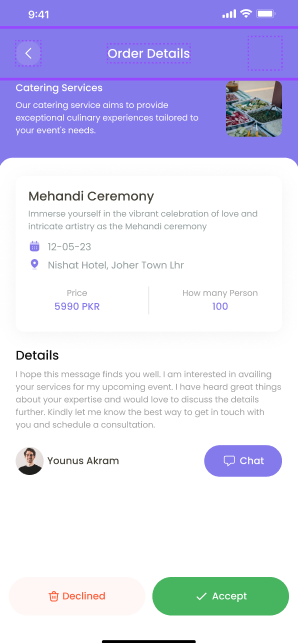 9:41
Order Details
Catering Services
Our catering service aims to provide
exceptional culinary experiences tailored to
your event's needs.
Mehandi Ceremony
Immerse yourself in the vibrant celebration of love and
intricate artistry as the Mehandi ceremony
12-05-23
Nishat Hotel, Joher Town Lhr
Price
5990 PKR
How many Person
100
Details
I hope this message finds you well. I am interested in availing
your services for my upcoming event. I have heard great things
about your expertise and would love to discuss the details
further. Kindly let me know the best way to get in touch with
you and schedule a consultation.
Younus Akram
Chat
Declined
Accept